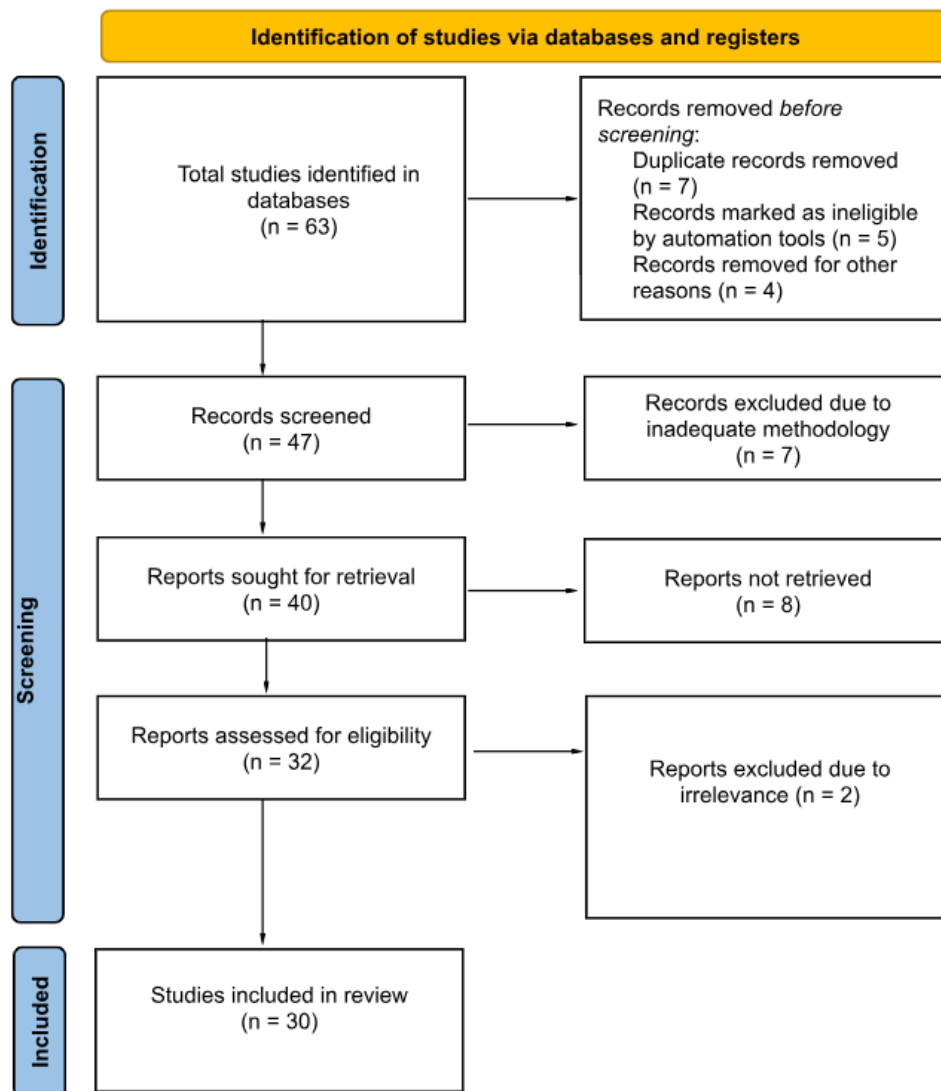 Identification of studies via databases and registers
Identification
Total studies identified in
databases
(n = 63)
Records removed before
screening:
Duplicate records removed
(n = 7)
Records marked as ineligible
by automation tools (n = 5)
Records removed for other
reasons (n = 4)
Screening
Records screened
(n = 47)
Records excluded due to
inadequate methodology
(n = 7)
Reports sought for retrieval
(n = 40)
Reports not retrieved
(n = 8)
Reports assessed for eligibility
(n = 32)
Reports excluded due to
irrelevance (n = 2)
Included
Studies included in review
(n = 30)